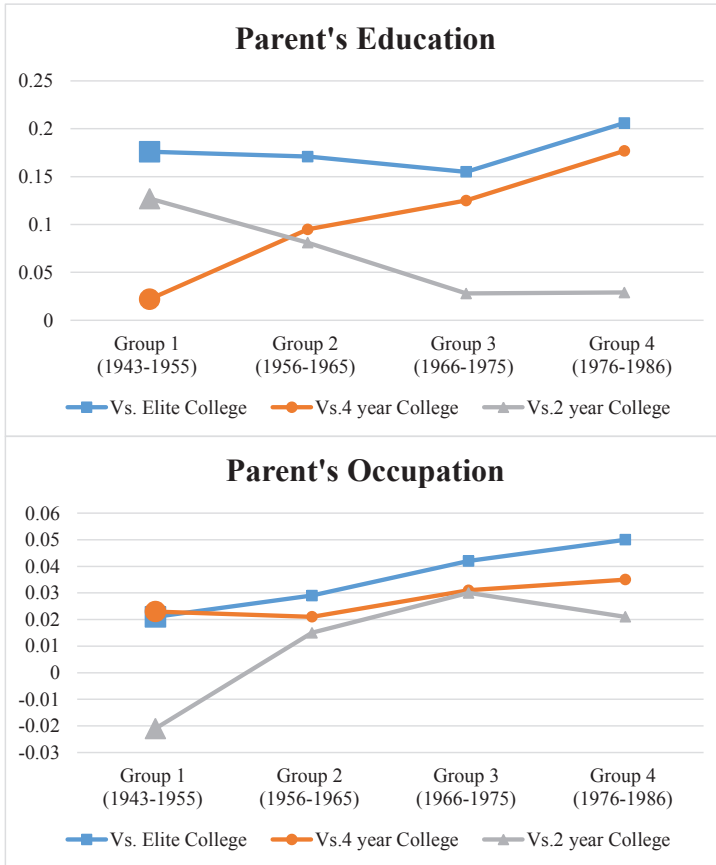 Parent's Education
0.25
0.2
0.15
0.1
0.05
0
Group 1 Group 2 Group 3 Group 4
(1943-1955) (1956-1965) (1966-1975) (1976-1986)
Vs. Elite College Vs.4 year College Vs.2 year College
Parent's Occupation
0.06
0.05
0.04
0.03
0.02
0.01
0
-0.01
-0.02
-0.03
Group 1 Group 2 Group 3 Group 4
(1943-1955) (1956-1965) (1966-1975) (1976-1986)
Vs. Elite College Vs.4 year College Vs.2 year College